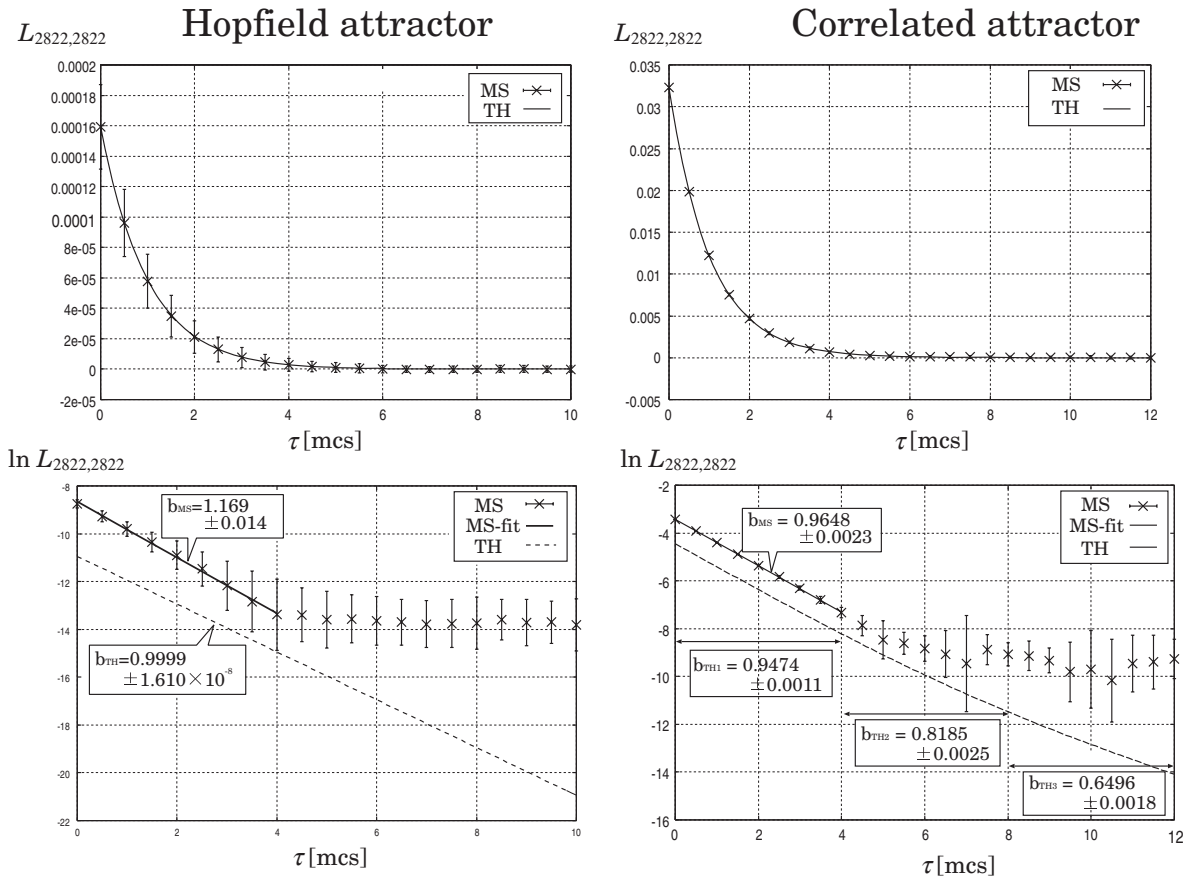 Hopfield attractor
L2822,2822
0.0002
0.00018
0.00016
0.00014
0.00012
0.0001
8e-05
6e-05
4e-05
2e-05
0
-2e-05
MS
TH
0 2 4 6 8 10
τ [mcs]
Correlated attractor
L2822,2822
0.035
0.03
0.025
0.02
0.015
0.01
0.005
0
-0.005
MS
TH
0 2 4 6 8 10 12
τ [mcs]
ln L2822,2822
-8
-10
-12
-14
-16
-18
-20
-22
MS
MS-fit
TH
bMS=1.169
±0.014
bTH=0.9999
±1.610×10-8
0 2 4 6 8 10
τ [mcs]
ln L2822,2822
-2
-4
-6
-8
-10
-12
-14
-16
MS
MS-fit
TH
bMS = 0.9648
±0.0023
bTH1 = 0.9474
±0.0011
bTH2 = 0.8185
±0.0025
bTH3 = 0.6496
±0.0018
0 2 4 6 8 10 12
τ [mcs]